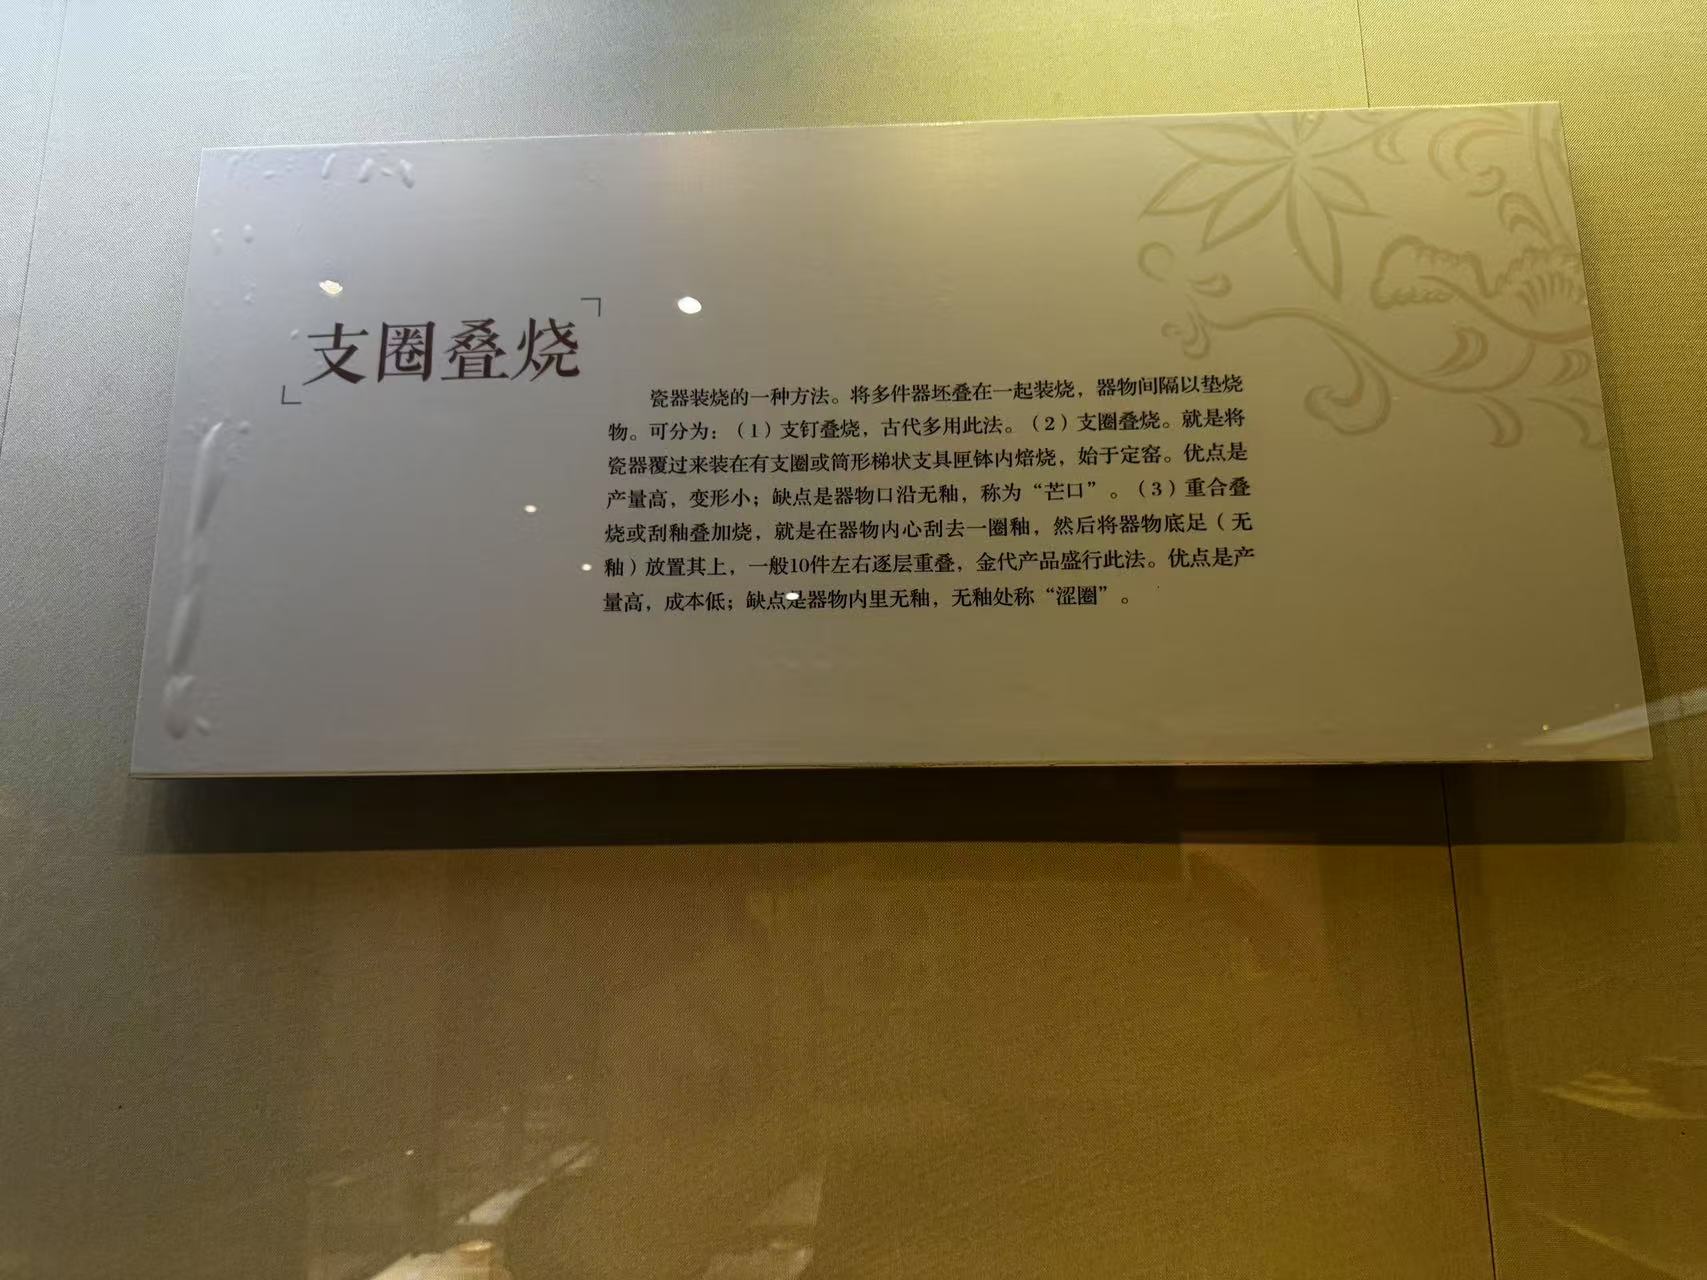 支圈叠烧
瓷器装烧的一种方法。将多件器坯叠在一起装烧，器物间隔以垫烧
物。可分为：（1）支钉叠烧，古代多用此法。（2）支圈叠烧。就是将
瓷器覆过来装在有支圈或筒形梯状支具匣钵内焙烧，始于定窑。优点是
产量高，变形小；缺点是器物口沿无釉，称为“芒口”。（3）重合叠
烧或刮釉叠加烧，就是在器物内心刮去一圈釉，然后将器物底足（无
釉）放置其上，一般10件左右逐层重叠，金代产品盛行此法。优点是产
量高，成本低；缺点是器物内里无釉，无釉处称“涩圈”。